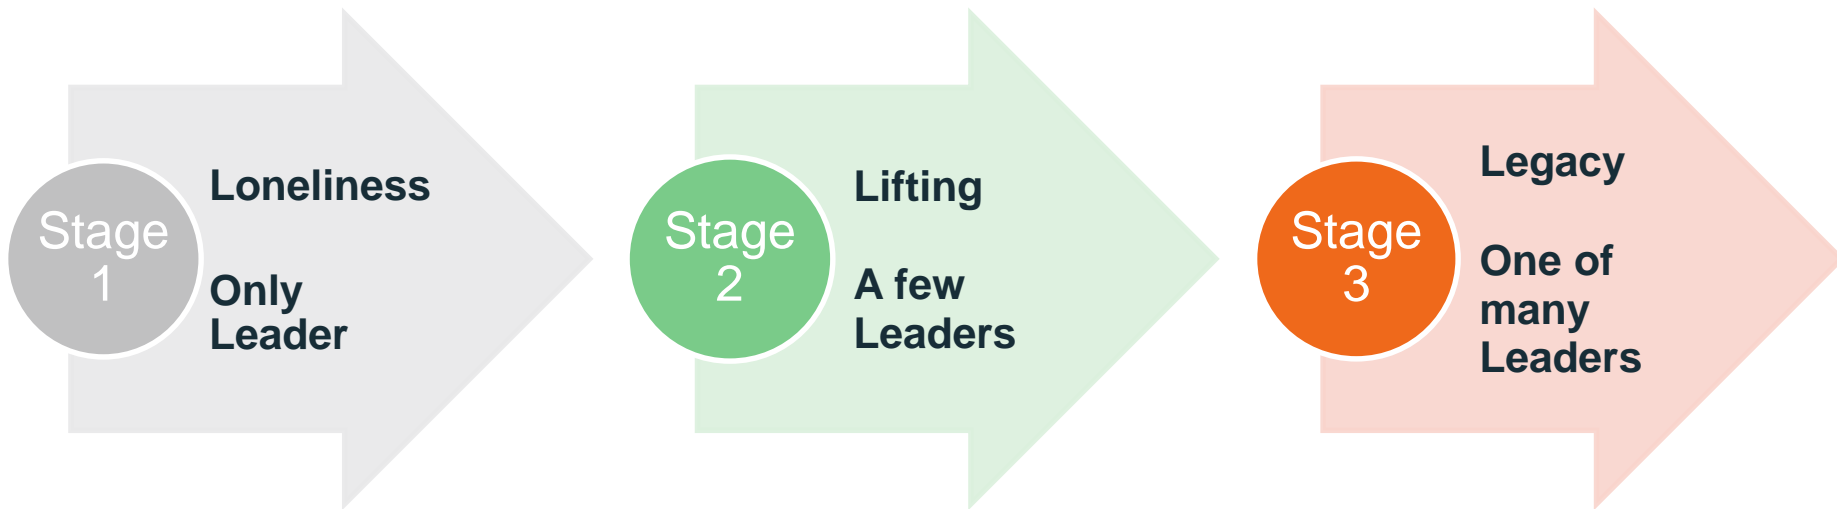 Stage
1
Loneliness
Only
Leader
Stage
2
Lifting
A few
Leaders
Stage
3
Legacy
One of
many
Leaders